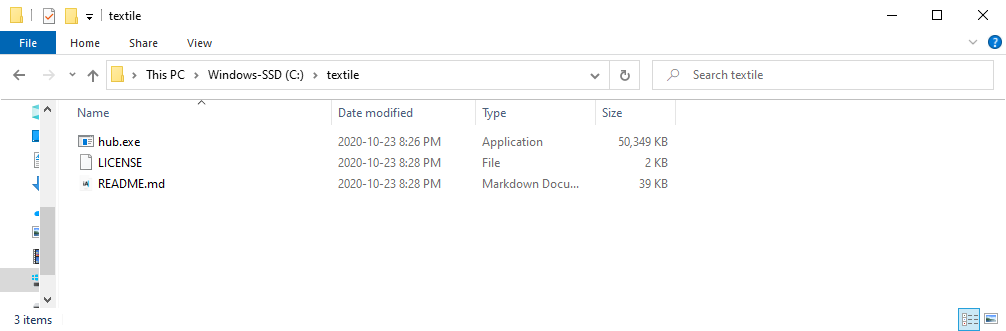 textile
File Home Share View
This PC Windows-SSD (C:) textile Search textile
Name Date modified Type Size
hub.exe 2020-10-23 8:26 PM Application 50,349 KB
LICENSE 2020-10-23 8:28 PM File 2 KB
README.md 2020-10-23 8:28 PM Markdown Docu... 39 KB
3 items